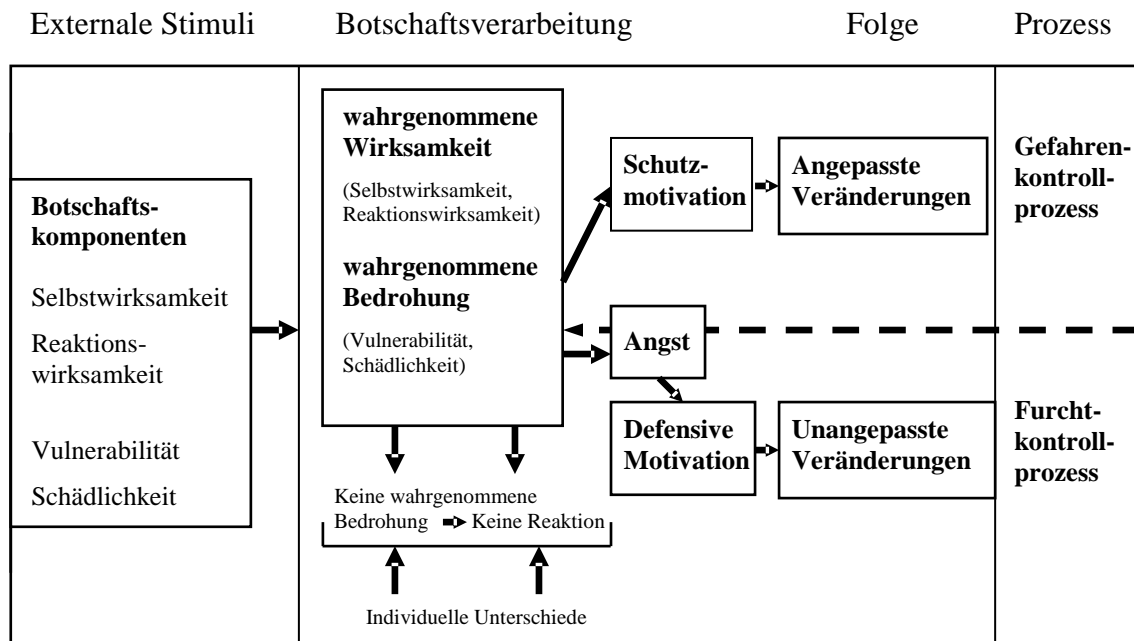 Externale Stimuli
Botschaftsverarbeitung
Folge
Prozess
Botschafts-
komponenten
Selbstwirksamkeit
Reaktions-
wirksamkeit
Vulnerabilität
Schädlichkeit
wahrgenommene
Wirksamkeit
(Selbstwirksamkeit,
Reaktionswirksamkeit)
wahrgenommene
Bedrohung
(Vulnerabilität,
Schädlichkeit)
Keine wahrgenommene
Bedrohung Keine Reaktion
Individuelle Unterschiede
Schutz-
motivation
Angst
Defensive
Motivation
Angepasste
Veränderungen
Unangepasste
Veränderungen
Gefahren-
kontroll-
prozess
Furcht-
kontroll-
prozess